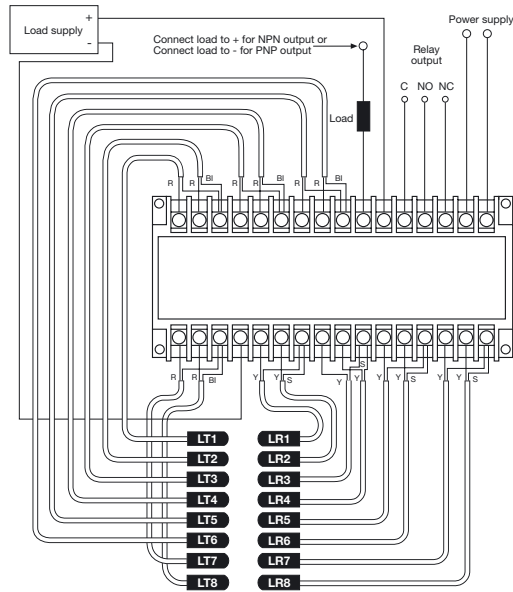 Load supply
+
-
Connect load to + for NPN output or
Connect load to - for PNP output
Power supply
Relay
output
C NO NC
Load
R R Bl R R Bl R R Bl
R R Bl Y Y S Y Y S Y Y S Y Y S
LT1 LR1
LT2 LR2
LT3 LR3
LT4 LR4
LT5 LR5
LT6 LR6
LT7 LR7
LT8 LR8